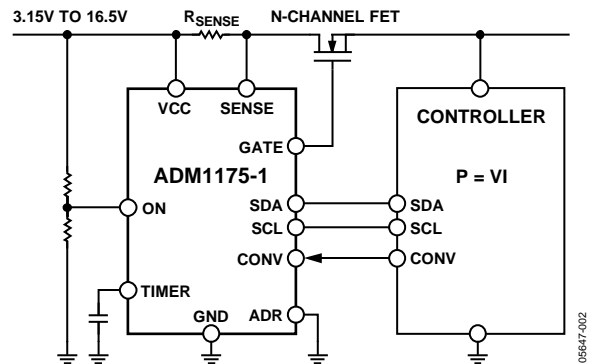 3.15V TO 16.5V
RSENSE
N-CHANNEL FET
VCC
SENSE
CONTROLLER
GATE
ADM1175-1
P = VI
ON
SDA
SDA
SCL
SCL
CONV
CONV
TIMER
GND
ADR
05647-002